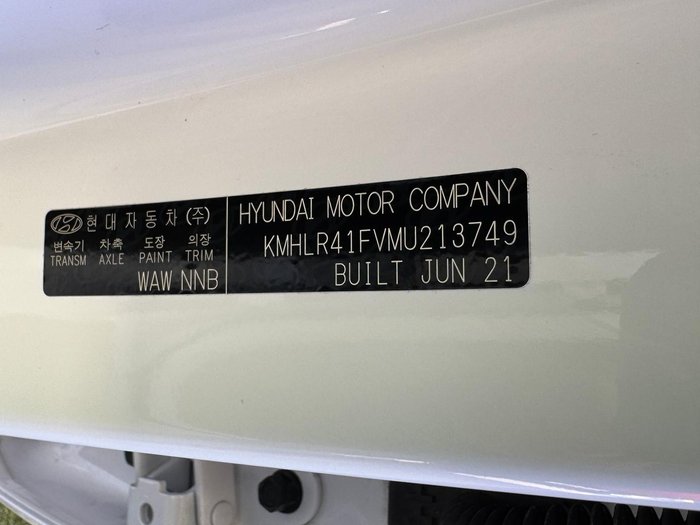 현대자동차(주)
변속기 차축 도장 의장
TRANSM AXLE PAINT TRIM
WAW NNB
HYUNDAI MOTOR COMPANY
KMHLR41FVMU213749
BUILT JUN 21